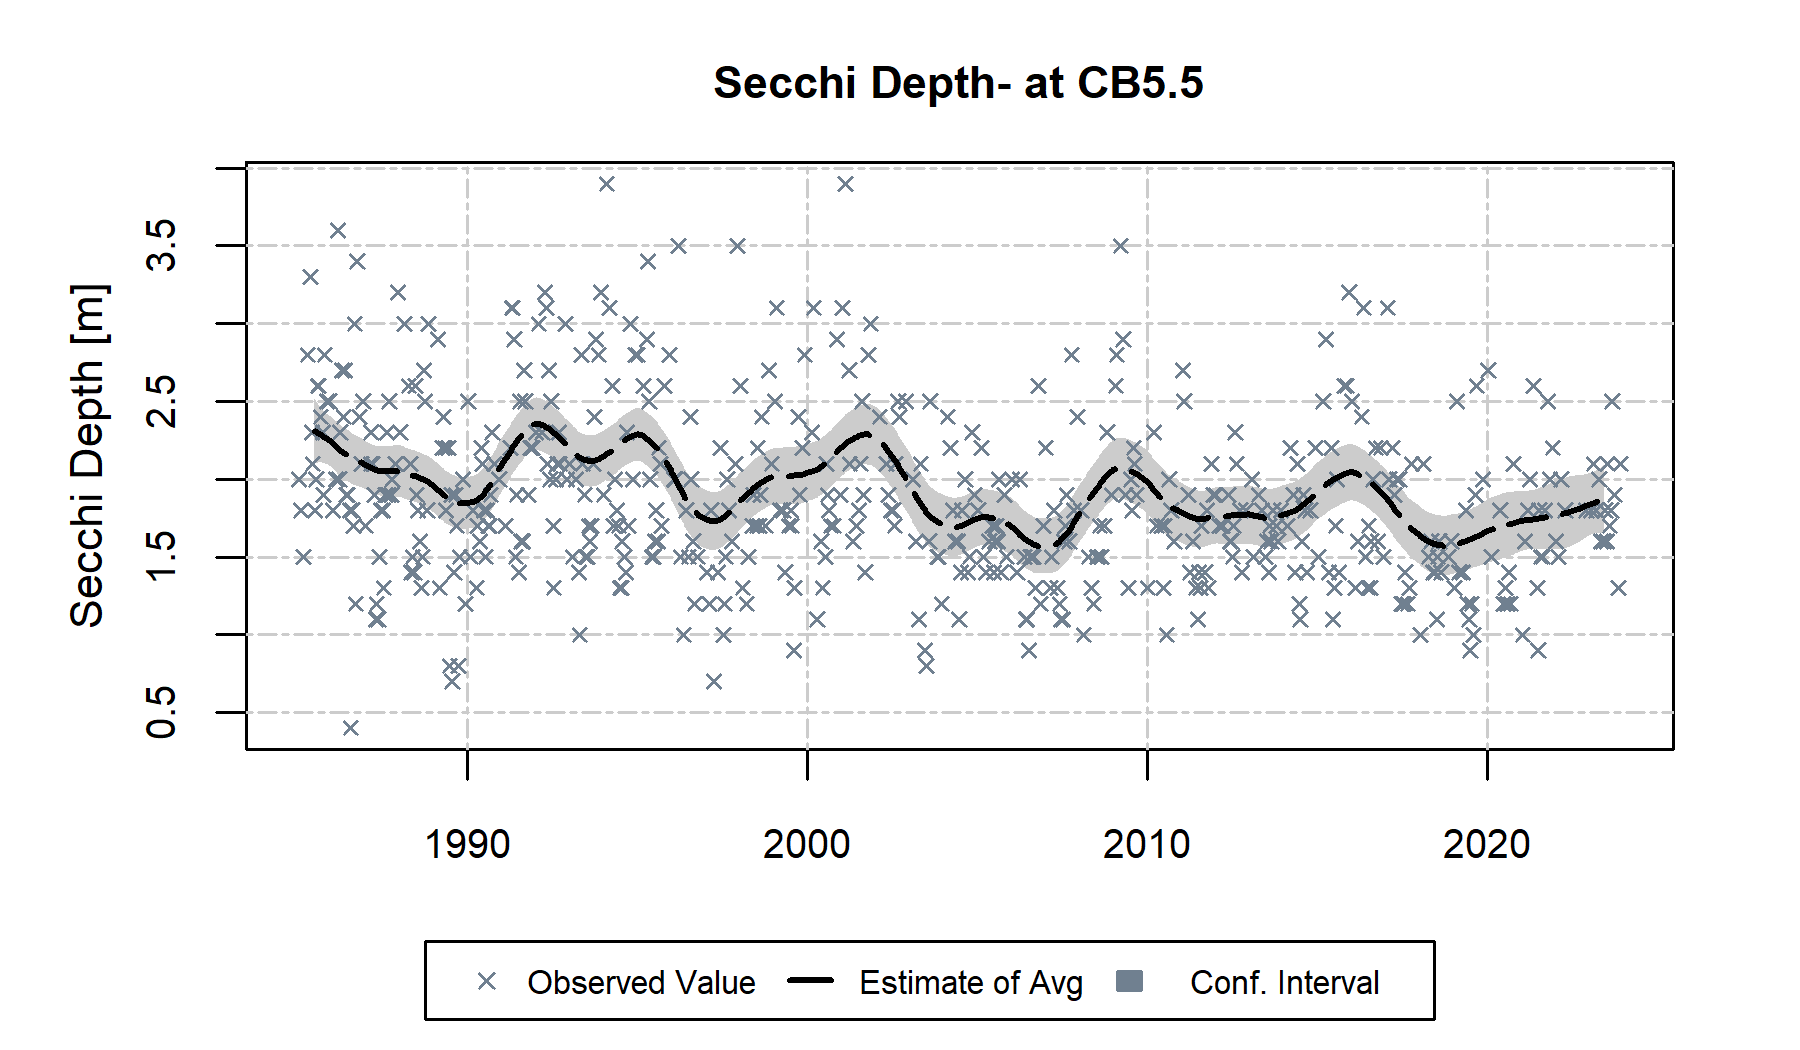 Secchi Depth- at CB5.5
Secchi Depth [m]
3.5
2.5
1.5
0.5
1990 2000 2010 2020
Observed Value Estimate of Avg Conf. Interval